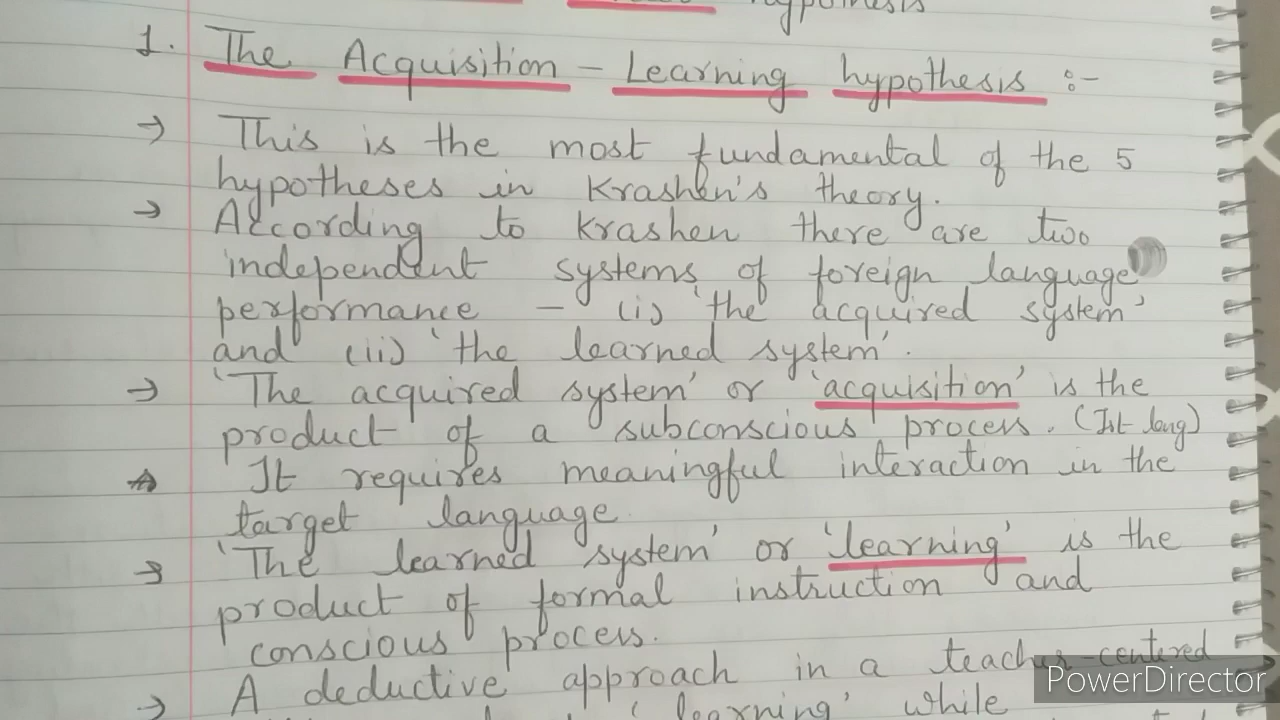 hypothesis
1. The Acquisition - Learning hypothesis :-
→ This is the most fundamental of the 5
hypotheses in Krashen's theory.
→ According to Krashen there are two
independent systems of foreign language
performance - (i) 'the acquired system'
and (ii) 'the learned system'.
→ 'The acquired system' or 'acquisition' is the
product of a subconscious process. (Ist lang)
It requires meaningful interaction in the
target language.
→ 'The learned system' or 'learning' is the
product of formal instruction and
conscious process.
→ A deductive approach in a teacher-centered
'learning' while
PowerDirector